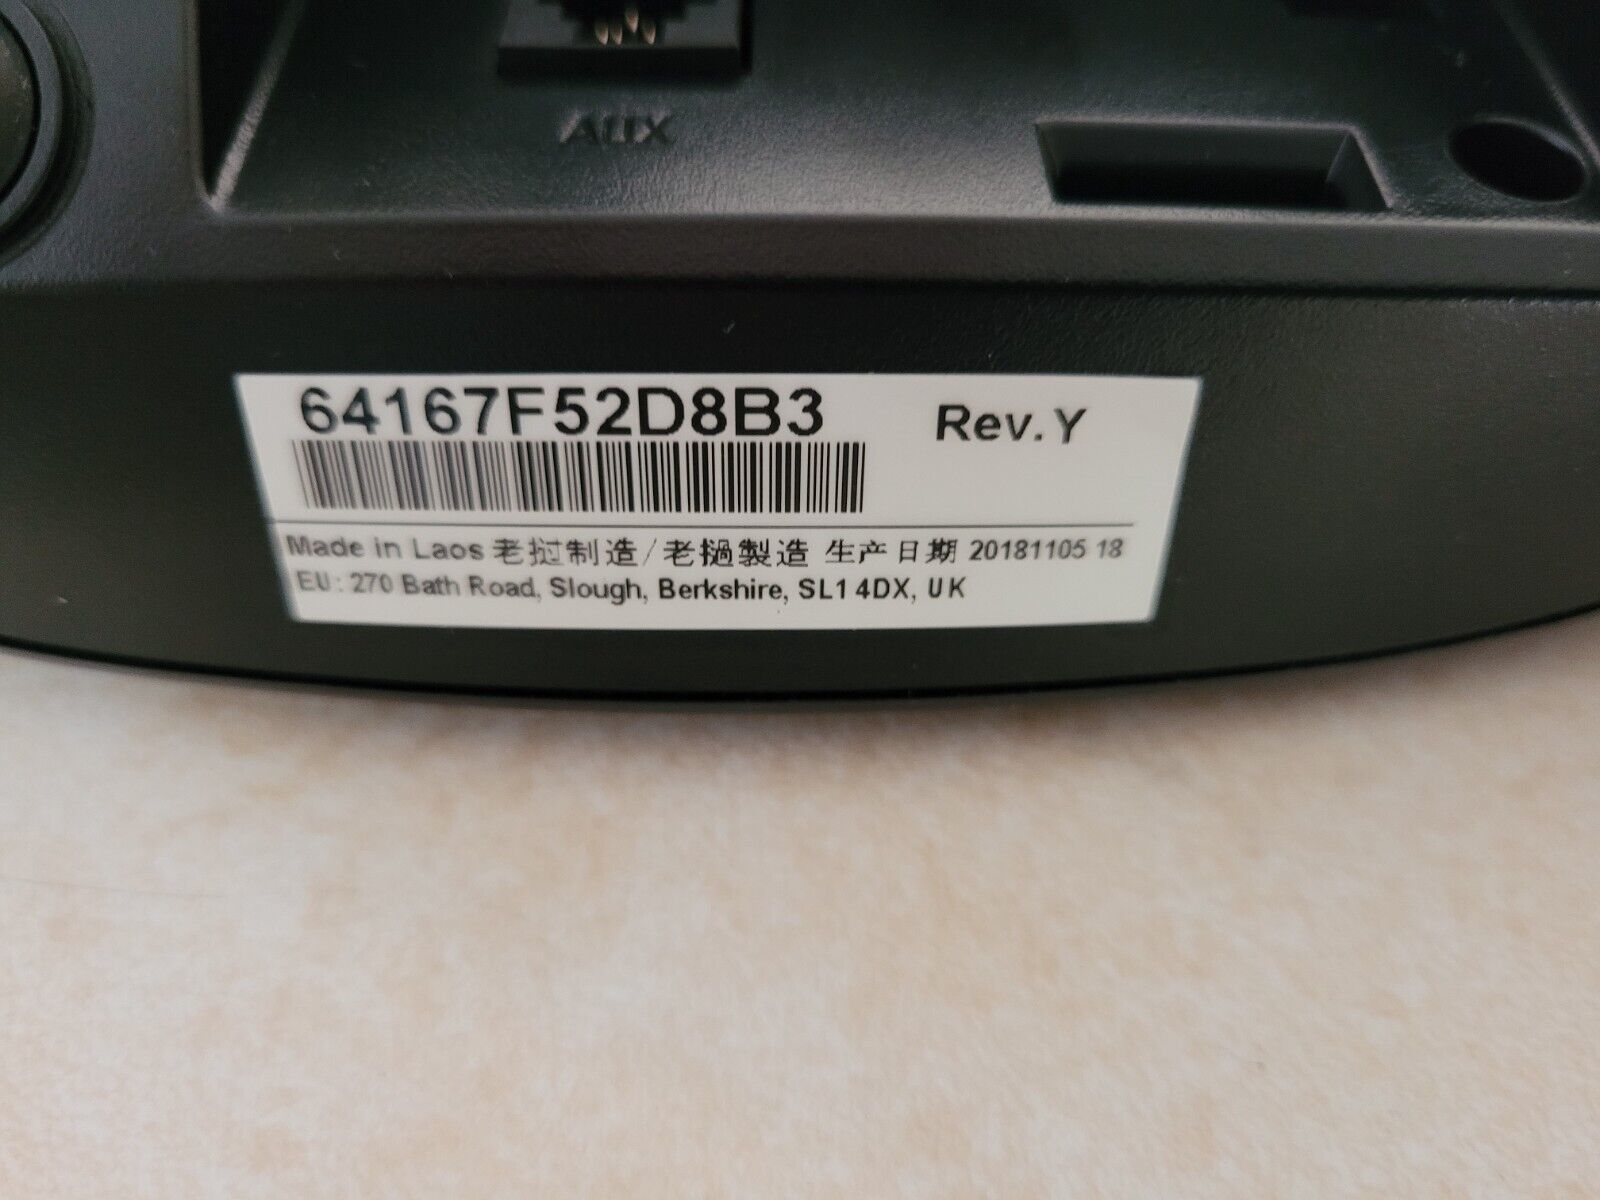 AUX
64167F52D8B3 Rev.Y
Made in Laos 老挝制造/老撾製造 生产日期 20181105 18
EU: 270 Bath Road, Slough, Berkshire, SL1 4DX, UK